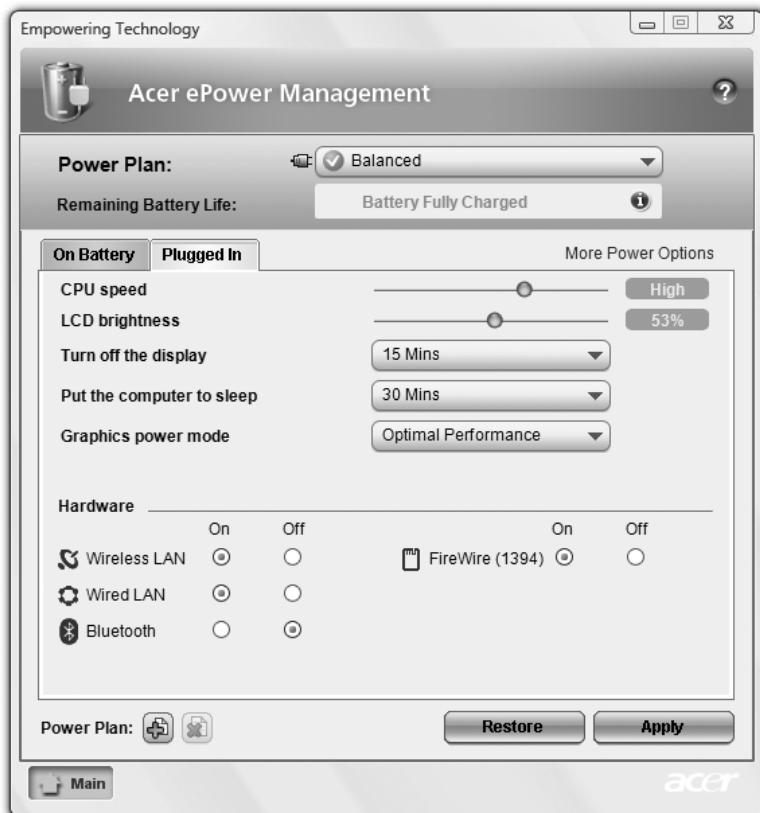 Empowering Technology
Acer ePower Management
?
Power Plan: Balanced
Remaining Battery Life: Battery Fully Charged
On Battery Plugged In More Power Options
CPU speed High
LCD brightness 53%
Turn off the display 15 Mins
Put the computer to sleep 30 Mins
Graphics power mode Optimal Performance
Hardware
On Off On Off
Wireless LAN FireWire (1394)
Wired LAN
Bluetooth
Power Plan: Restore Apply
Main acer